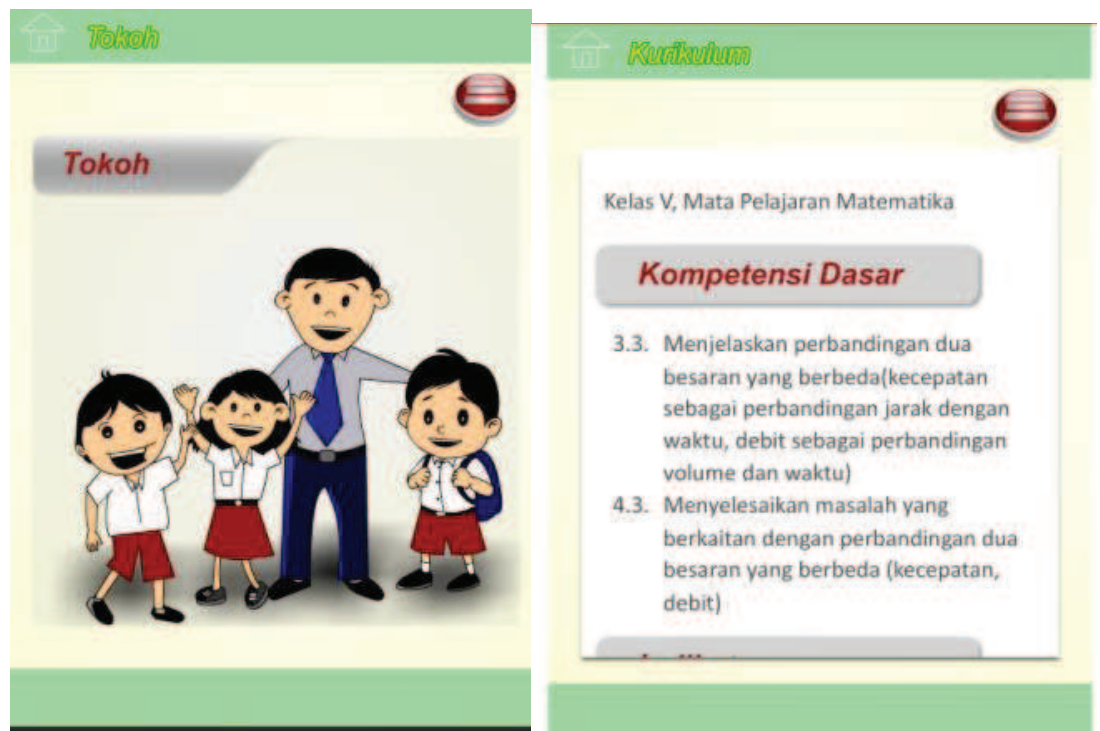 Tokoh
Tokoh
Kurikulum
Kelas V, Mata Pelajaran Matematika
Kompetensi Dasar
3.3. Menjelaskan perbandingan dua
besaran yang berbeda(kecepatan
sebagai perbandingan jarak dengan
waktu, debit sebagai perbandingan
volume dan waktu)
4.3. Menyelesaikan masalah yang
berkaitan dengan perbandingan dua
besaran yang berbeda (kecepatan,
debit)